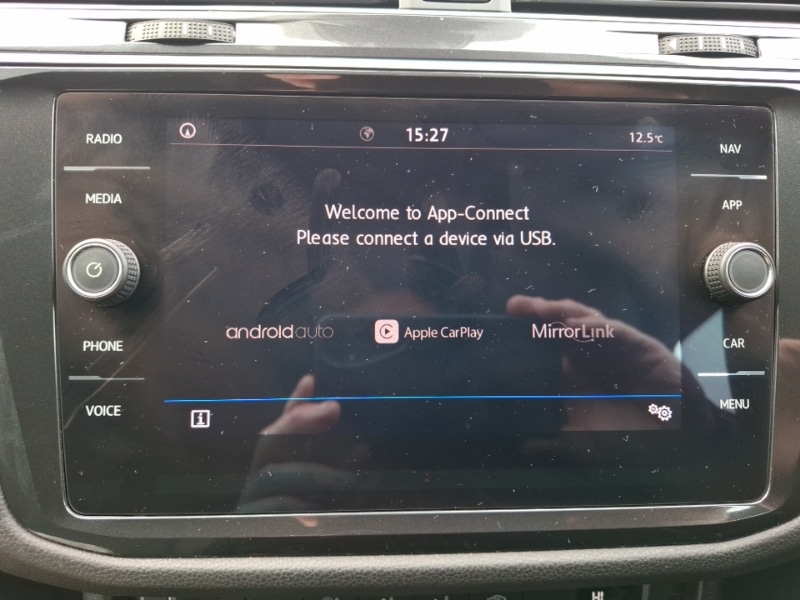 RADIO
MEDIA
PHONE
VOICE
15:27
12.5°C
Welcome to App-Connect
Please connect a device via USB.
androidauto
Apple CarPlay
MirrorLink
i
NAV
APP
CAR
MENU